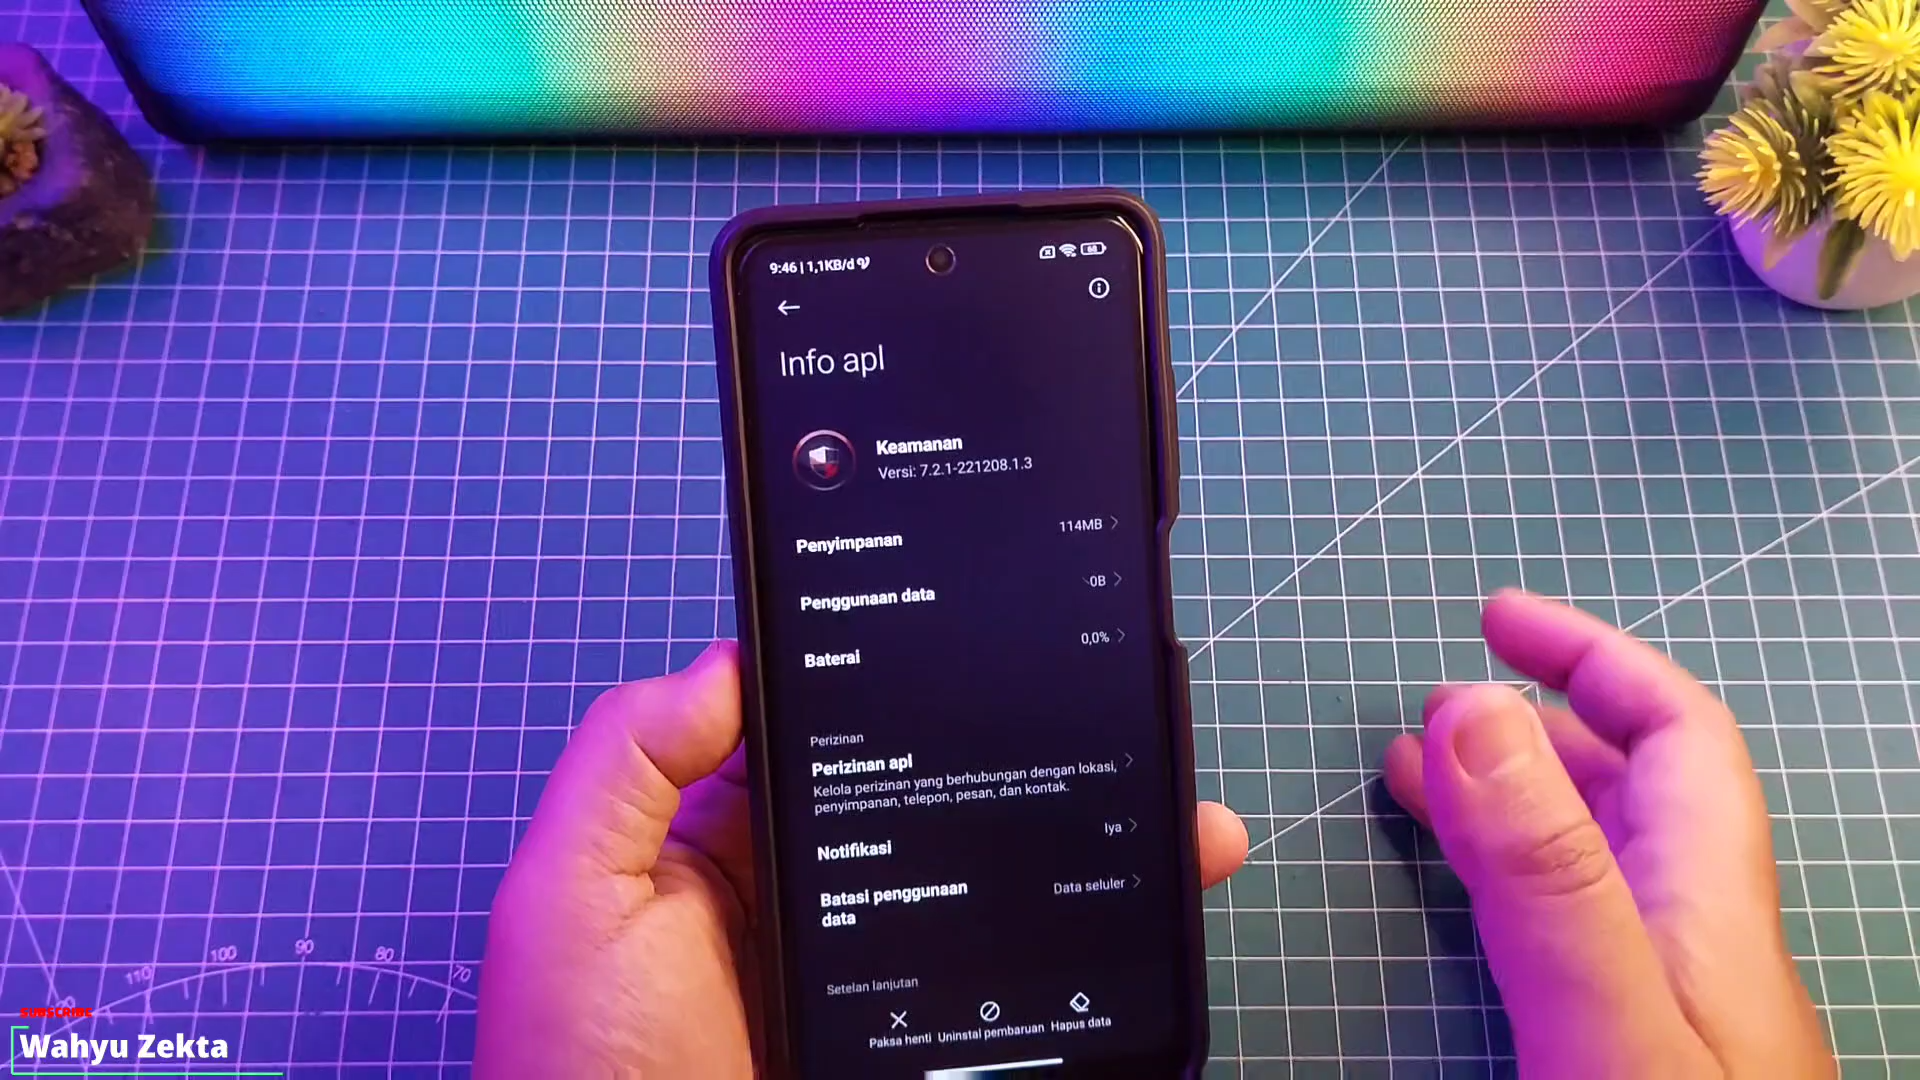 9:46 | 1,1KB/d
68
Info apl
Keamanan
Versi: 7.2.1-221208.1.3
Penyimpanan 114MB
Penggunaan data 0B
Baterai 0,0%
Perizinan
Perizinan apl
Kelola perizinan yang berhubungan dengan lokasi,
penyimpanan, telepon, pesan, dan kontak.
Notifikasi Iya
Batasi penggunaan
data
Data seluler
Setelan lanjutan
Paksa henti Uninstal pembaruan Hapus data
110 100 90 80 70
SUBSCRIBE
Wahyu Zekta